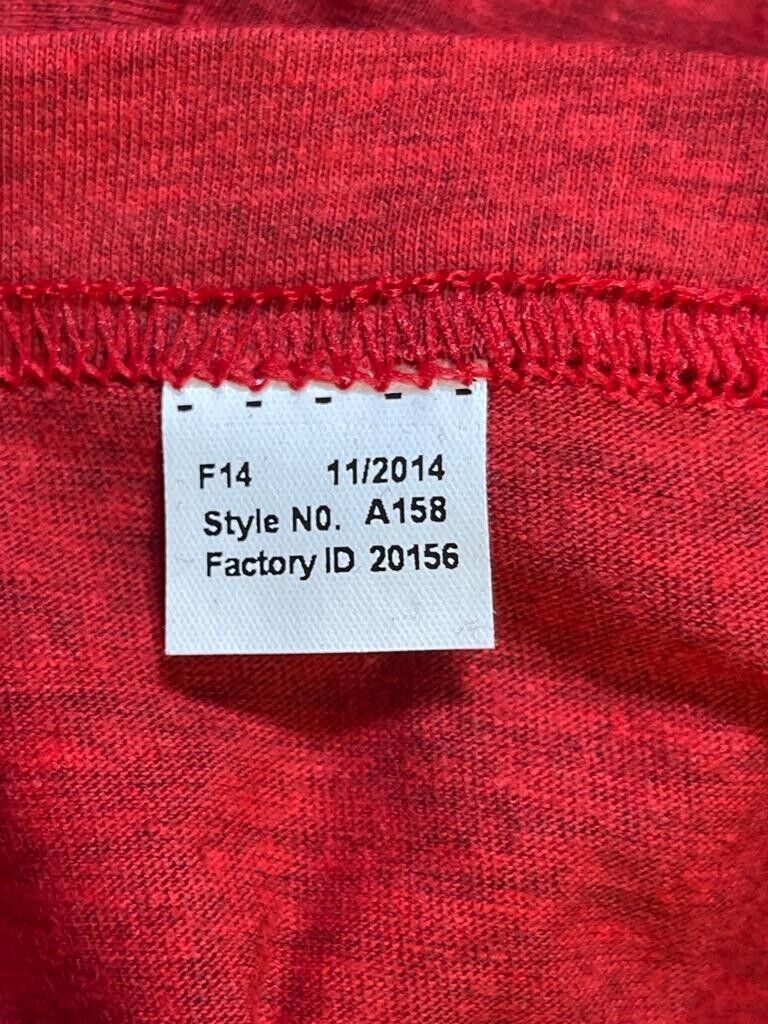 F14 11/2014
Style N0. A158
Factory ID 20156